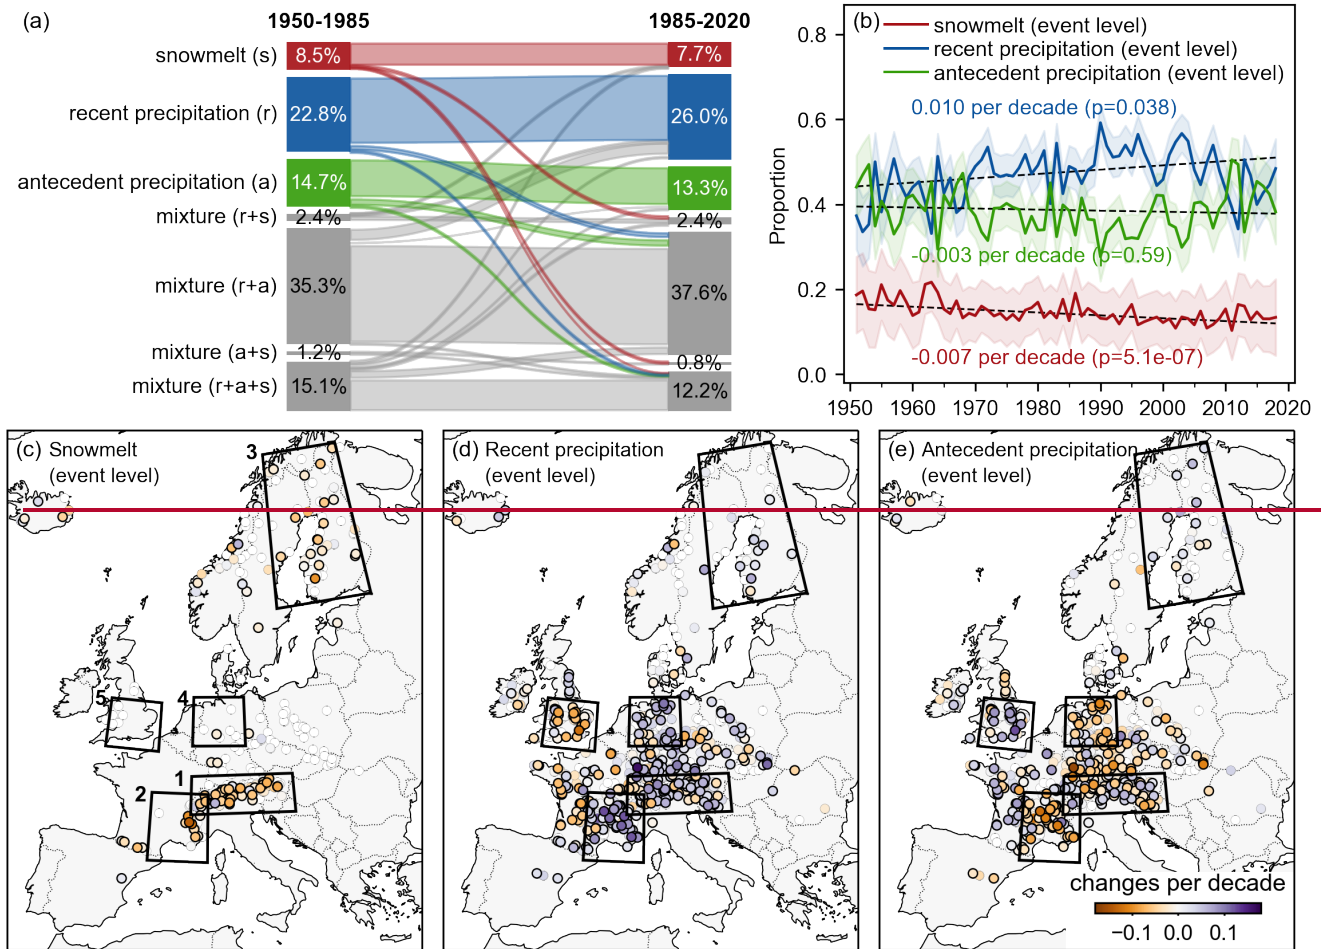 (a)
1950-1985
1985-2020
snowmelt (s)
8.5%
7.7%
recent precipitation (r)
22.8%
26.0%
antecedent precipitation (a)
14.7%
13.3%
mixture (r+s)
2.4%
2.4%
mixture (r+a)
35.3%
37.6%
mixture (a+s)
1.2%
0.8%
mixture (r+a+s)
15.1%
12.2%
(b)
snowmelt (event level)
recent precipitation (event level)
antecedent precipitation (event level)
0.010 per decade (p=0.038)
-0.003 per decade (p=0.59)
-0.007 per decade (p=5.1e-07)
Proportion
0.8
0.6
0.4
0.2
0.0
1950 1960 1970 1980 1990 2000 2010 2020
(c) Snowmelt
(event level)
3
5
4
1
2
(d) Recent precipitation
(event level)
(e) Antecedent precipitation
(event level)
changes per decade
−0.1 0.0 0.1